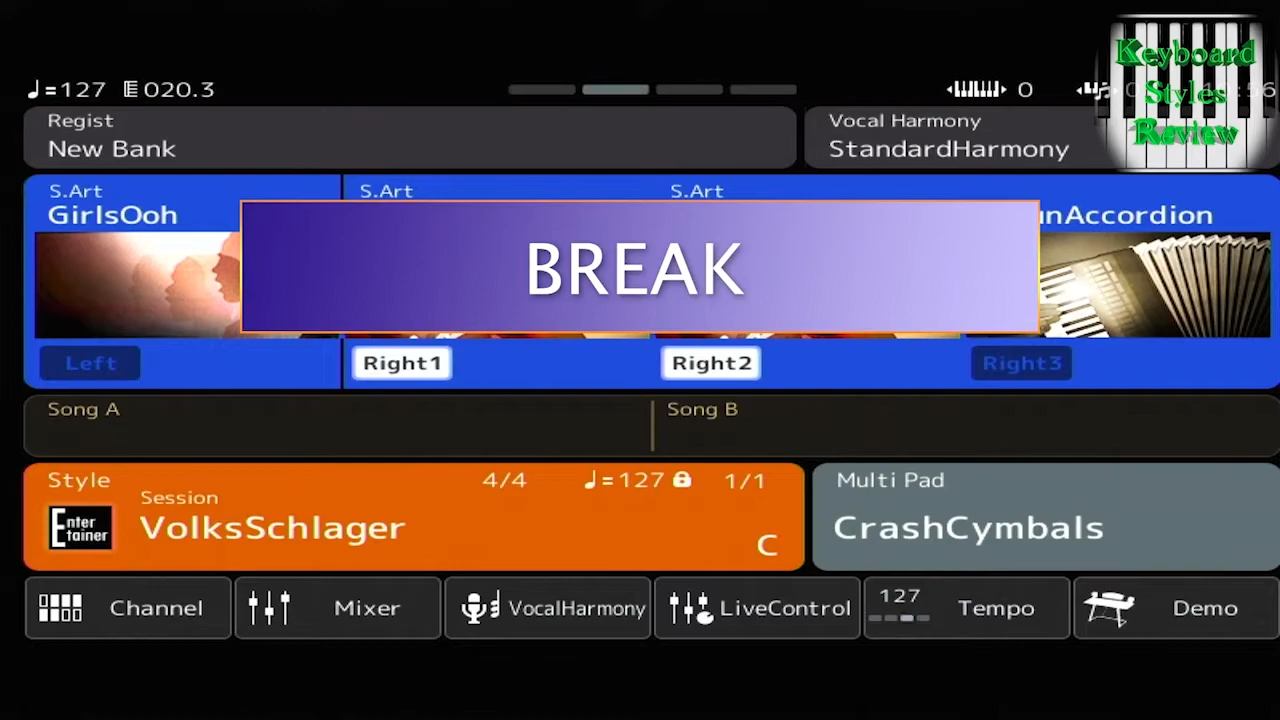 ♩=127 020.3
0
Keyboard
Styles
Review
Regist
New Bank
Vocal Harmony
StandardHarmony
S.Art
GirlsOoh
S.Art
S.Art
nAccordion
BREAK
Left
Right1
Right2
Right3
Song A
Song B
Style
4/4
♩=127
1/1
Session
VolksSchlager
Enter
tainer
C
Multi Pad
CrashCymbals
Channel
Mixer
VocalHarmony
LiveControl
127
Tempo
Demo